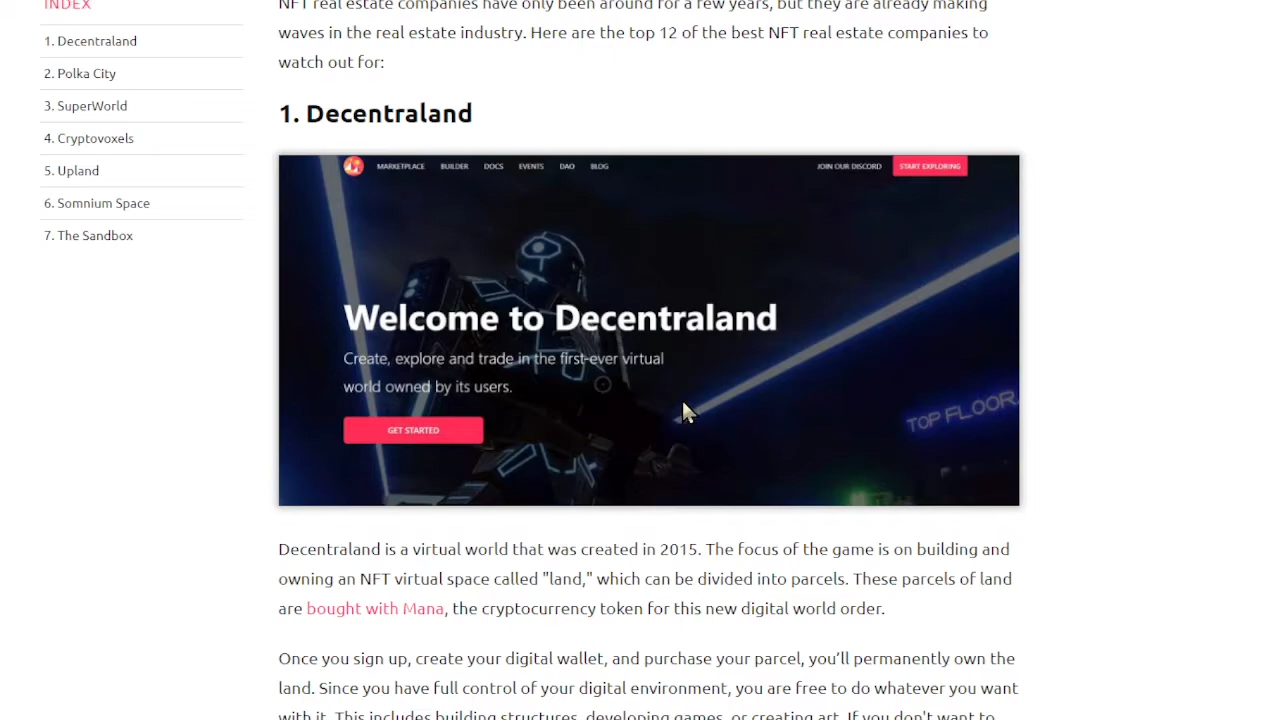 INDEX
1. Decentraland
2. Polka City
3. SuperWorld
4. Cryptovoxels
5. Upland
6. Somnium Space
7. The Sandbox
NFT real estate companies have only been around for a few years, but they are already making
waves in the real estate industry. Here are the top 12 of the best NFT real estate companies to
watch out for:
1. Decentraland
MARKETPLACE BUILDER DOCS EVENTS DAO BLOG JOIN OUR DISCORD START EXPLORING
Welcome to Decentraland
Create, explore and trade in the first-ever virtual
world owned by its users.
GET STARTED
TOP FLOOR
Decentraland is a virtual world that was created in 2015. The focus of the game is on building and
owning an NFT virtual space called "land," which can be divided into parcels. These parcels of land
are bought with Mana, the cryptocurrency token for this new digital world order.
Once you sign up, create your digital wallet, and purchase your parcel, you’ll permanently own the
land. Since you have full control of your digital environment, you are free to do whatever you want
with it. This includes building structures, developing games, or creating art. If you don't want to